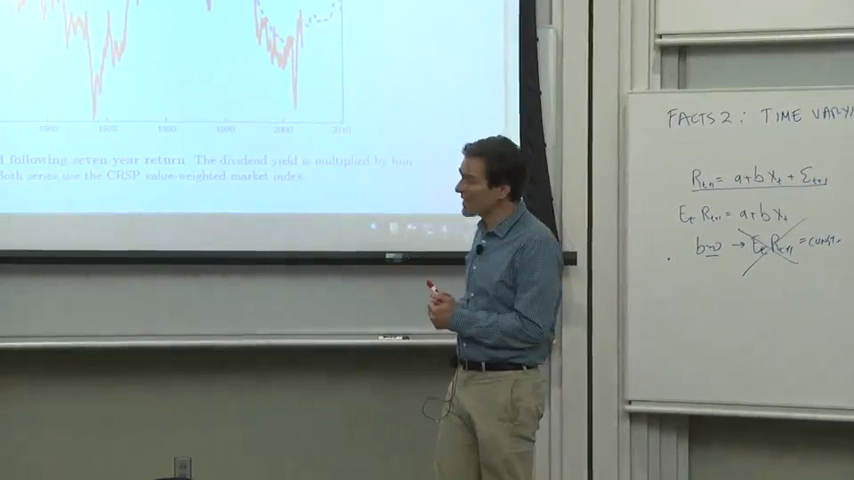 1960 1970 1980 1990 2000 2010
d following seven year return. The dividend yield is multiplied by four
Both series use the CRSP value-weighted market index.
FACTS 2 : TIME VARY
Rt+1 = a+b Xt + Σt+1
Et Rt+1 = a+b Xt
b=0 → Et Rt+1 = CONST.